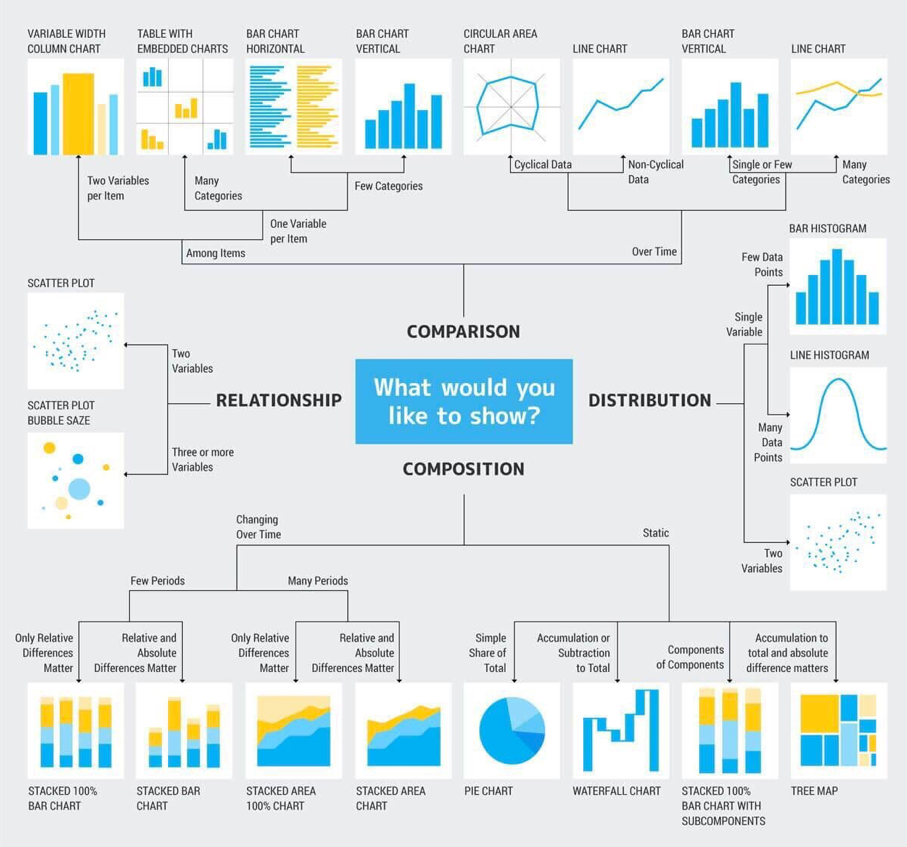 VARIABLE WIDTH
COLUMN CHART
TABLE WITH
EMBEDDED CHARTS
BAR CHART
HORIZONTAL
BAR CHART
VERTICAL
CIRCULAR AREA
CHART
LINE CHART
BAR CHART
VERTICAL
LINE CHART
Two Variables
per Item
Many
Categories
Few Categories
Cyclical Data
Non-Cyclical
Data
Single or Few
Categories
Many
Categories
One Variable
per Item
Among Items
Over Time
BAR HISTOGRAM
Few Data
Points
Single
Variable
LINE HISTOGRAM
Many
Data
Points
SCATTER PLOT
Two
Variables
SCATTER PLOT
Two
Variables
SCATTER PLOT
BUBBLE SAZE
Three or more
Variables
COMPARISON
RELATIONSHIP
What would you
like to show?
DISTRIBUTION
COMPOSITION
Changing
Over Time
Static
Few Periods
Many Periods
Only Relative
Differences
Matter
Relative and
Absolute
Differences Matter
Only Relative
Differences
Matter
Relative and
Absolute
Differences Matter
Simple
Share of
Total
Accumulation or
Subtraction
to Total
Components
of Components
Accumulation to
total and absolute
difference matters
STACKED 100%
BAR CHART
STACKED BAR
CHART
STACKED AREA
100% CHART
STACKED AREA
CHART
PIE CHART
WATERFALL CHART
STACKED 100%
BAR CHART WITH
SUBCOMPONENTS
TREE MAP